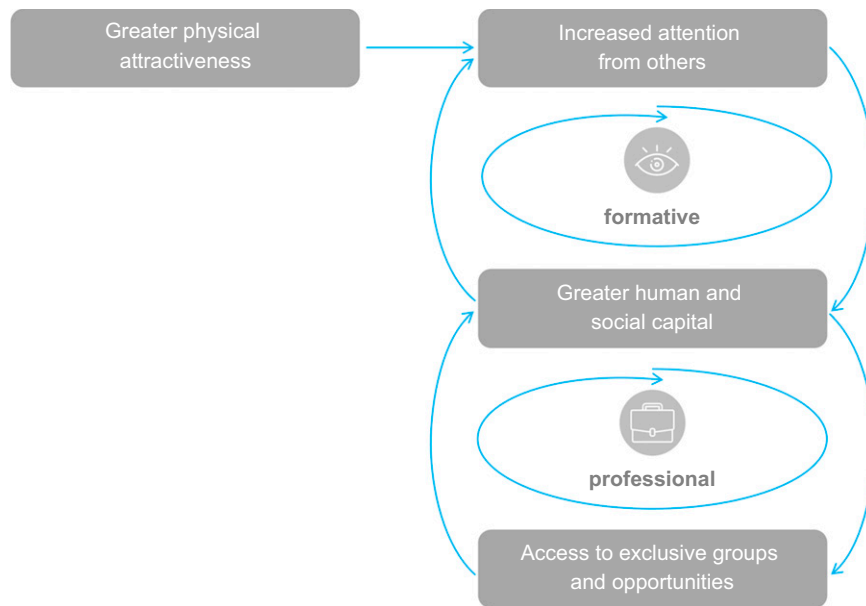 Greater physical
attractiveness
Increased attention
from others
formative
Greater human and
social capital
professional
Access to exclusive groups
and opportunities